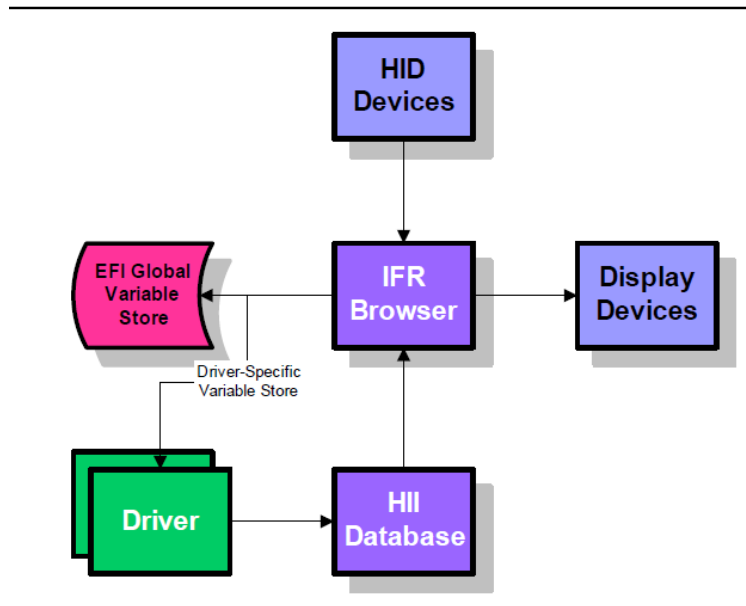 HID
Devices
EFI Global
Variable
Store
IFR
Browser
Display
Devices
Driver-Specific
Variable Store
Driver
HII
Database